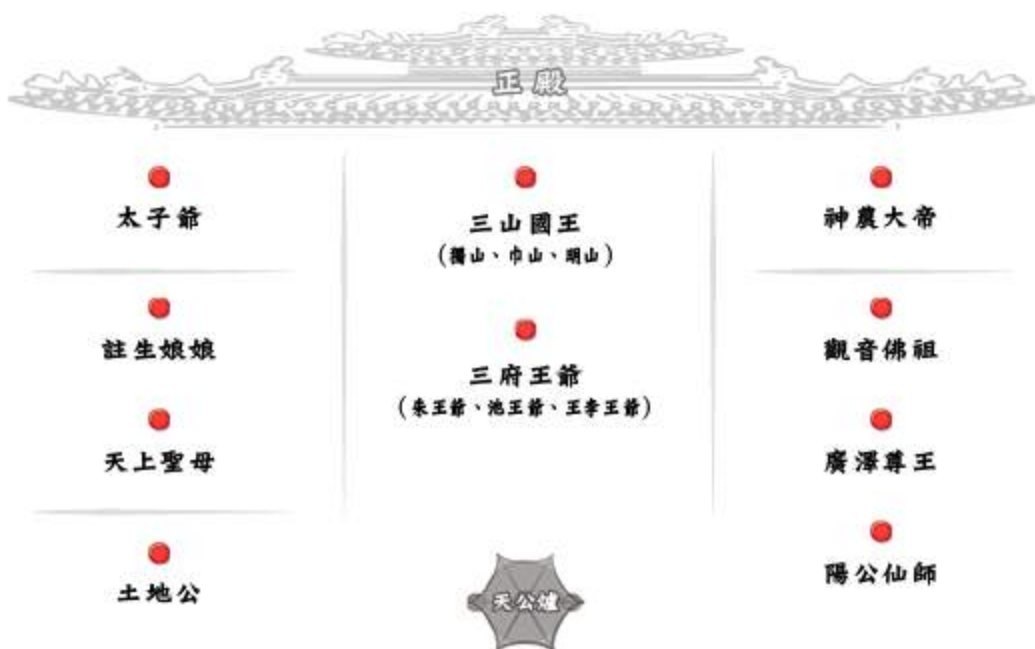 正殿
太子爺
三山國王
神農大帝
(獨山、巾山、明山)
註生娘娘
觀音佛祖
三府王爺
(朱王爺、池王爺、王李王爺)
天上聖母
廣澤尊王
陽公仙師
土地公
天公爐